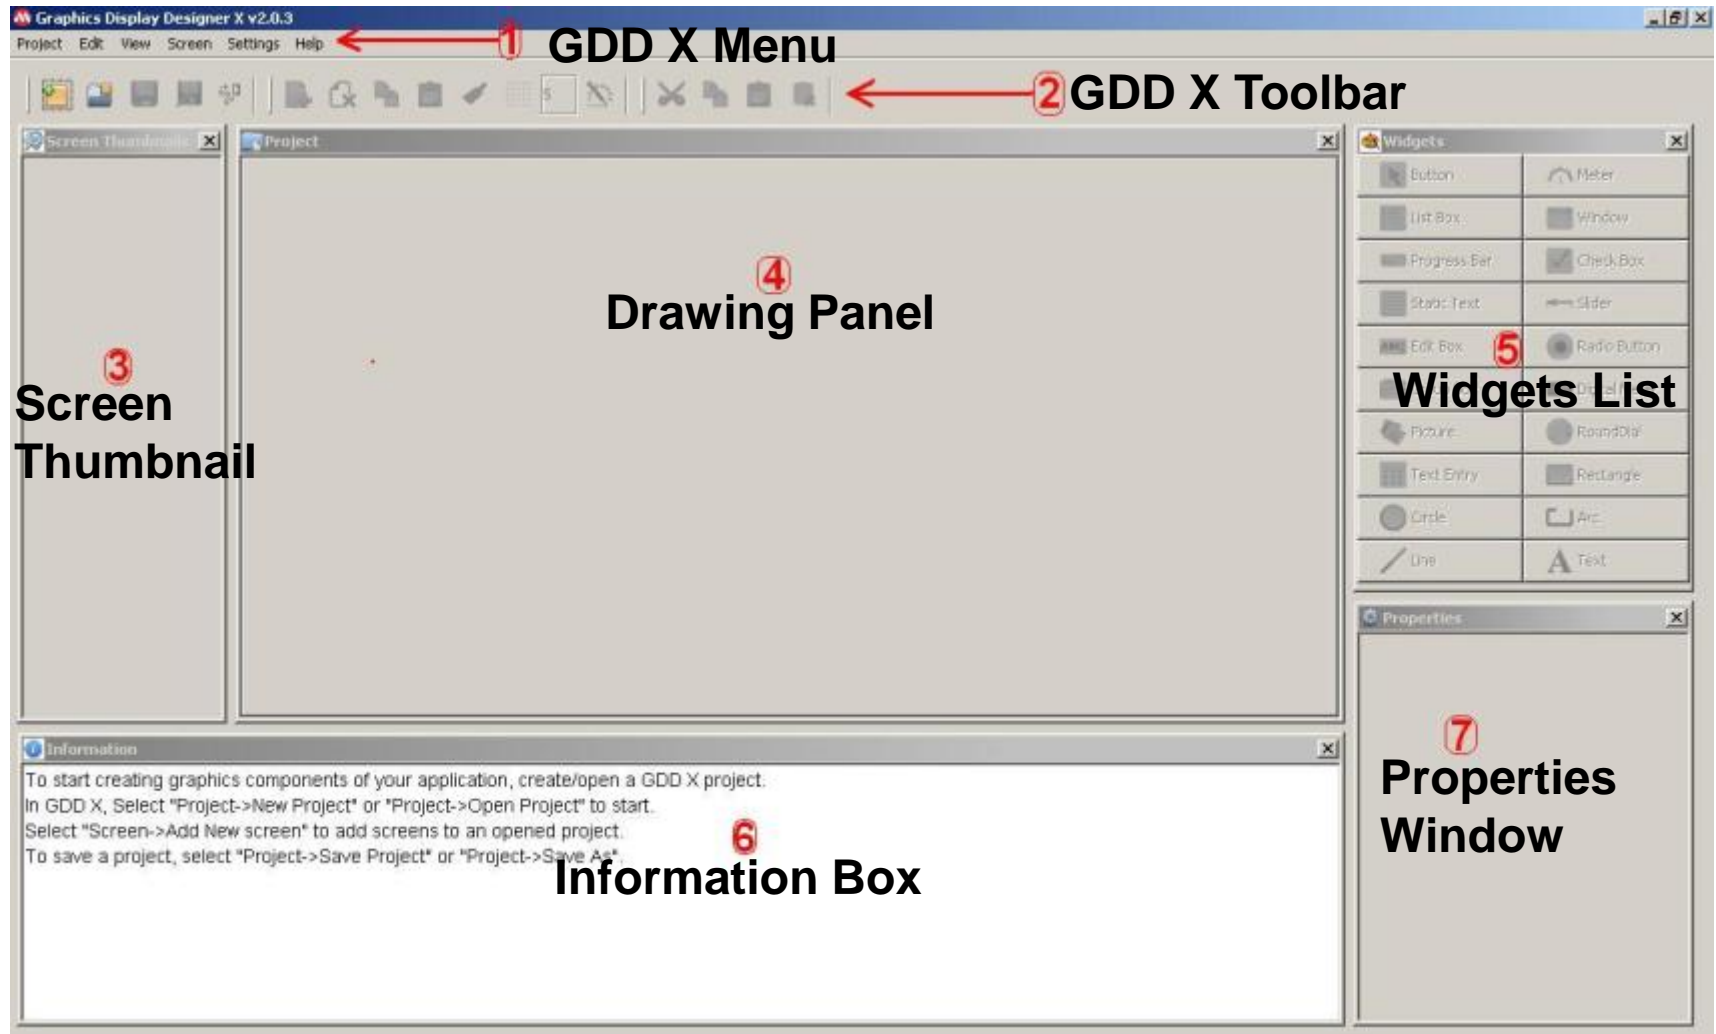 Graphics Display Designer X v2.0.3
Project Edit View Screen Settings Help
1 GDD X Menu
5
2 GDD X Toolbar
Screen Thumbnails
Project
Widgets
Button Meter
List Box Window
Progress Bar Check Box
Static Text Slider
Edit Box Radio Button
Picture RoundDial
Text Entry Rectangle
Circle Arc
Line Text
3
Screen
Thumbnail
4
Drawing Panel
5
Widgets List
Properties
7
Properties
Window
Information
To start creating graphics components of your application, create/open a GDD X project.
In GDD X, Select "Project->New Project" or "Project->Open Project" to start.
Select "Screen->Add New screen" to add screens to an opened project.
To save a project, select "Project->Save Project" or "Project->Save As".
6
Information Box